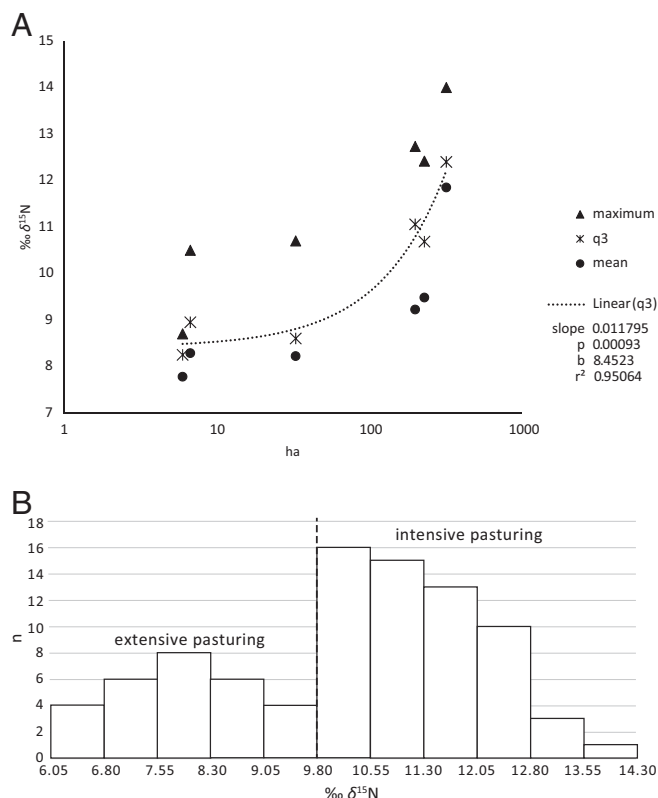 A
15
14
13
12
11
10
9
8
7
‰ δ¹⁵N
1 10 100 1000
ha
maximum
q3
mean
Linear (q3)
slope 0.011795
p 0.00093
b 8.4523
r² 0.95064
B
18
16
14
12
10
8
6
4
2
0
n
intensive pasturing
extensive pasturing
6.05 6.80 7.55 8.30 9.05 9.80 10.55 11.30 12.05 12.80 13.55 14.30
‰ δ¹⁵N